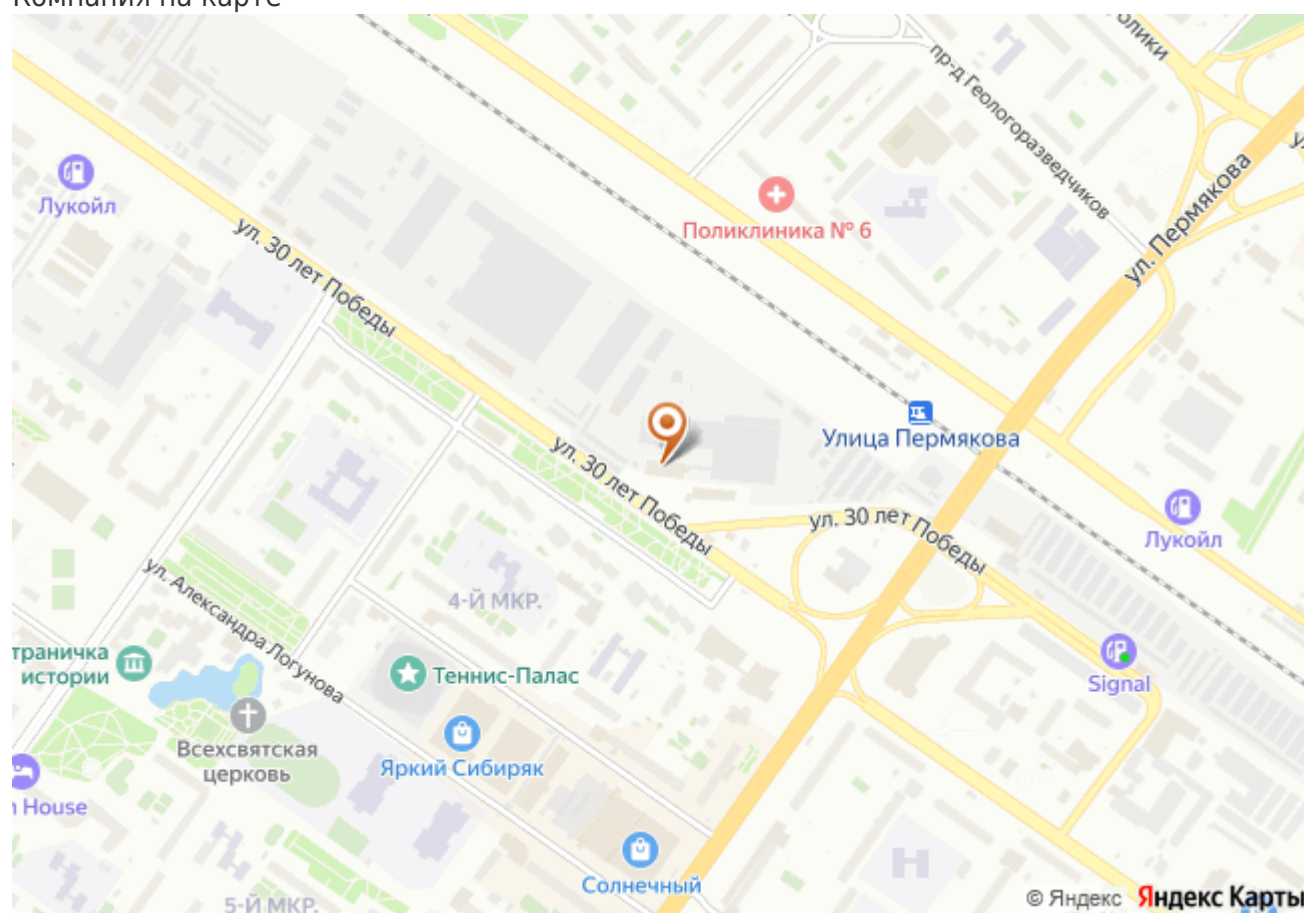 Компания на карте
пр-д Геологоразведчиков
Лукойл
ул. Пермякова
Поликлиника № 6
ул. 30 лет Победы
Улица Пермякова
ул. 30 лет Победы
ул. 30 лет Победы
Лукойл
ул. Александра Логунова
4-Й МКР.
траничка
истории
Теннис-Палас
Signal
Всехсвятская
церковь
Яркий Сибиряк
House
Солнечный
5-Й МКР.
© Яндекс Яндекс Карты